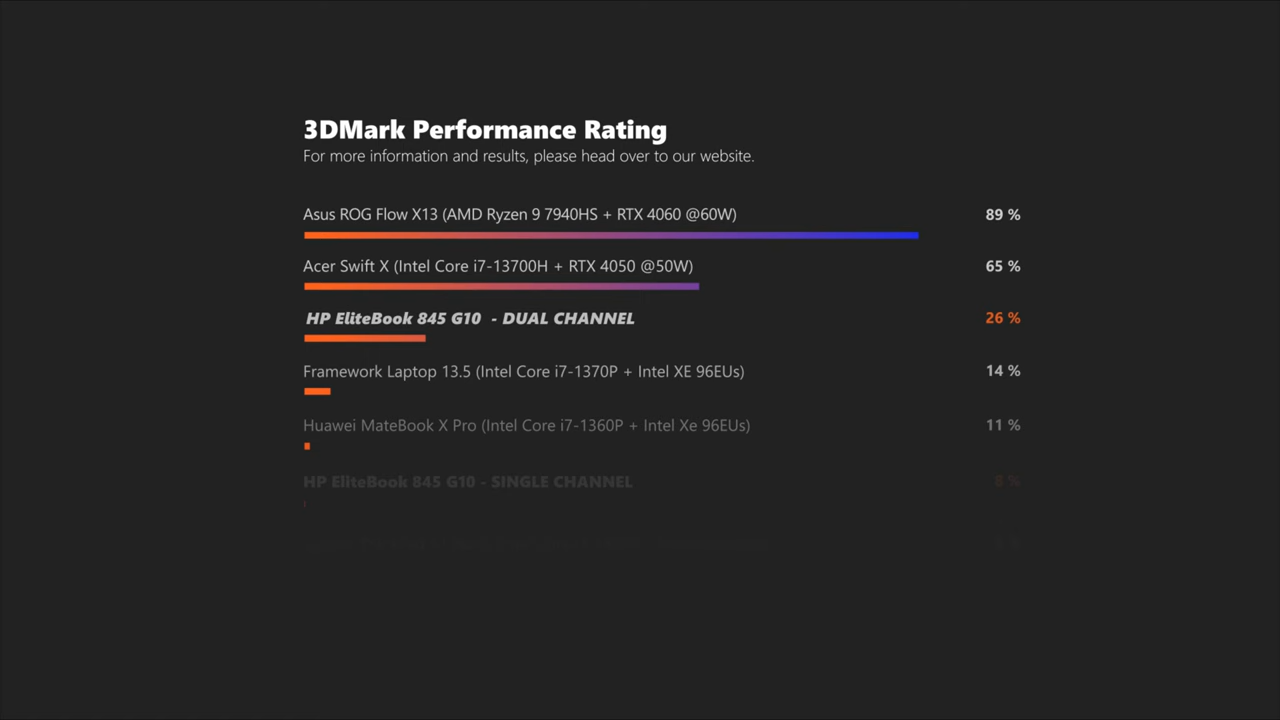 3DMark Performance Rating
For more information and results, please head over to our website.
Asus ROG Flow X13 (AMD Ryzen 9 7940HS + RTX 4060 @60W) 89 %
Acer Swift X (Intel Core i7-13700H + RTX 4050 @50W) 65 %
HP EliteBook 845 G10 - DUAL CHANNEL 26 %
Framework Laptop 13.5 (Intel Core i7-1370P + Intel XE 96EUs) 14 %
Huawei MateBook X Pro (Intel Core i7-1360P + Intel Xe 96EUs) 11 %
HP EliteBook 845 G10 - SINGLE CHANNEL